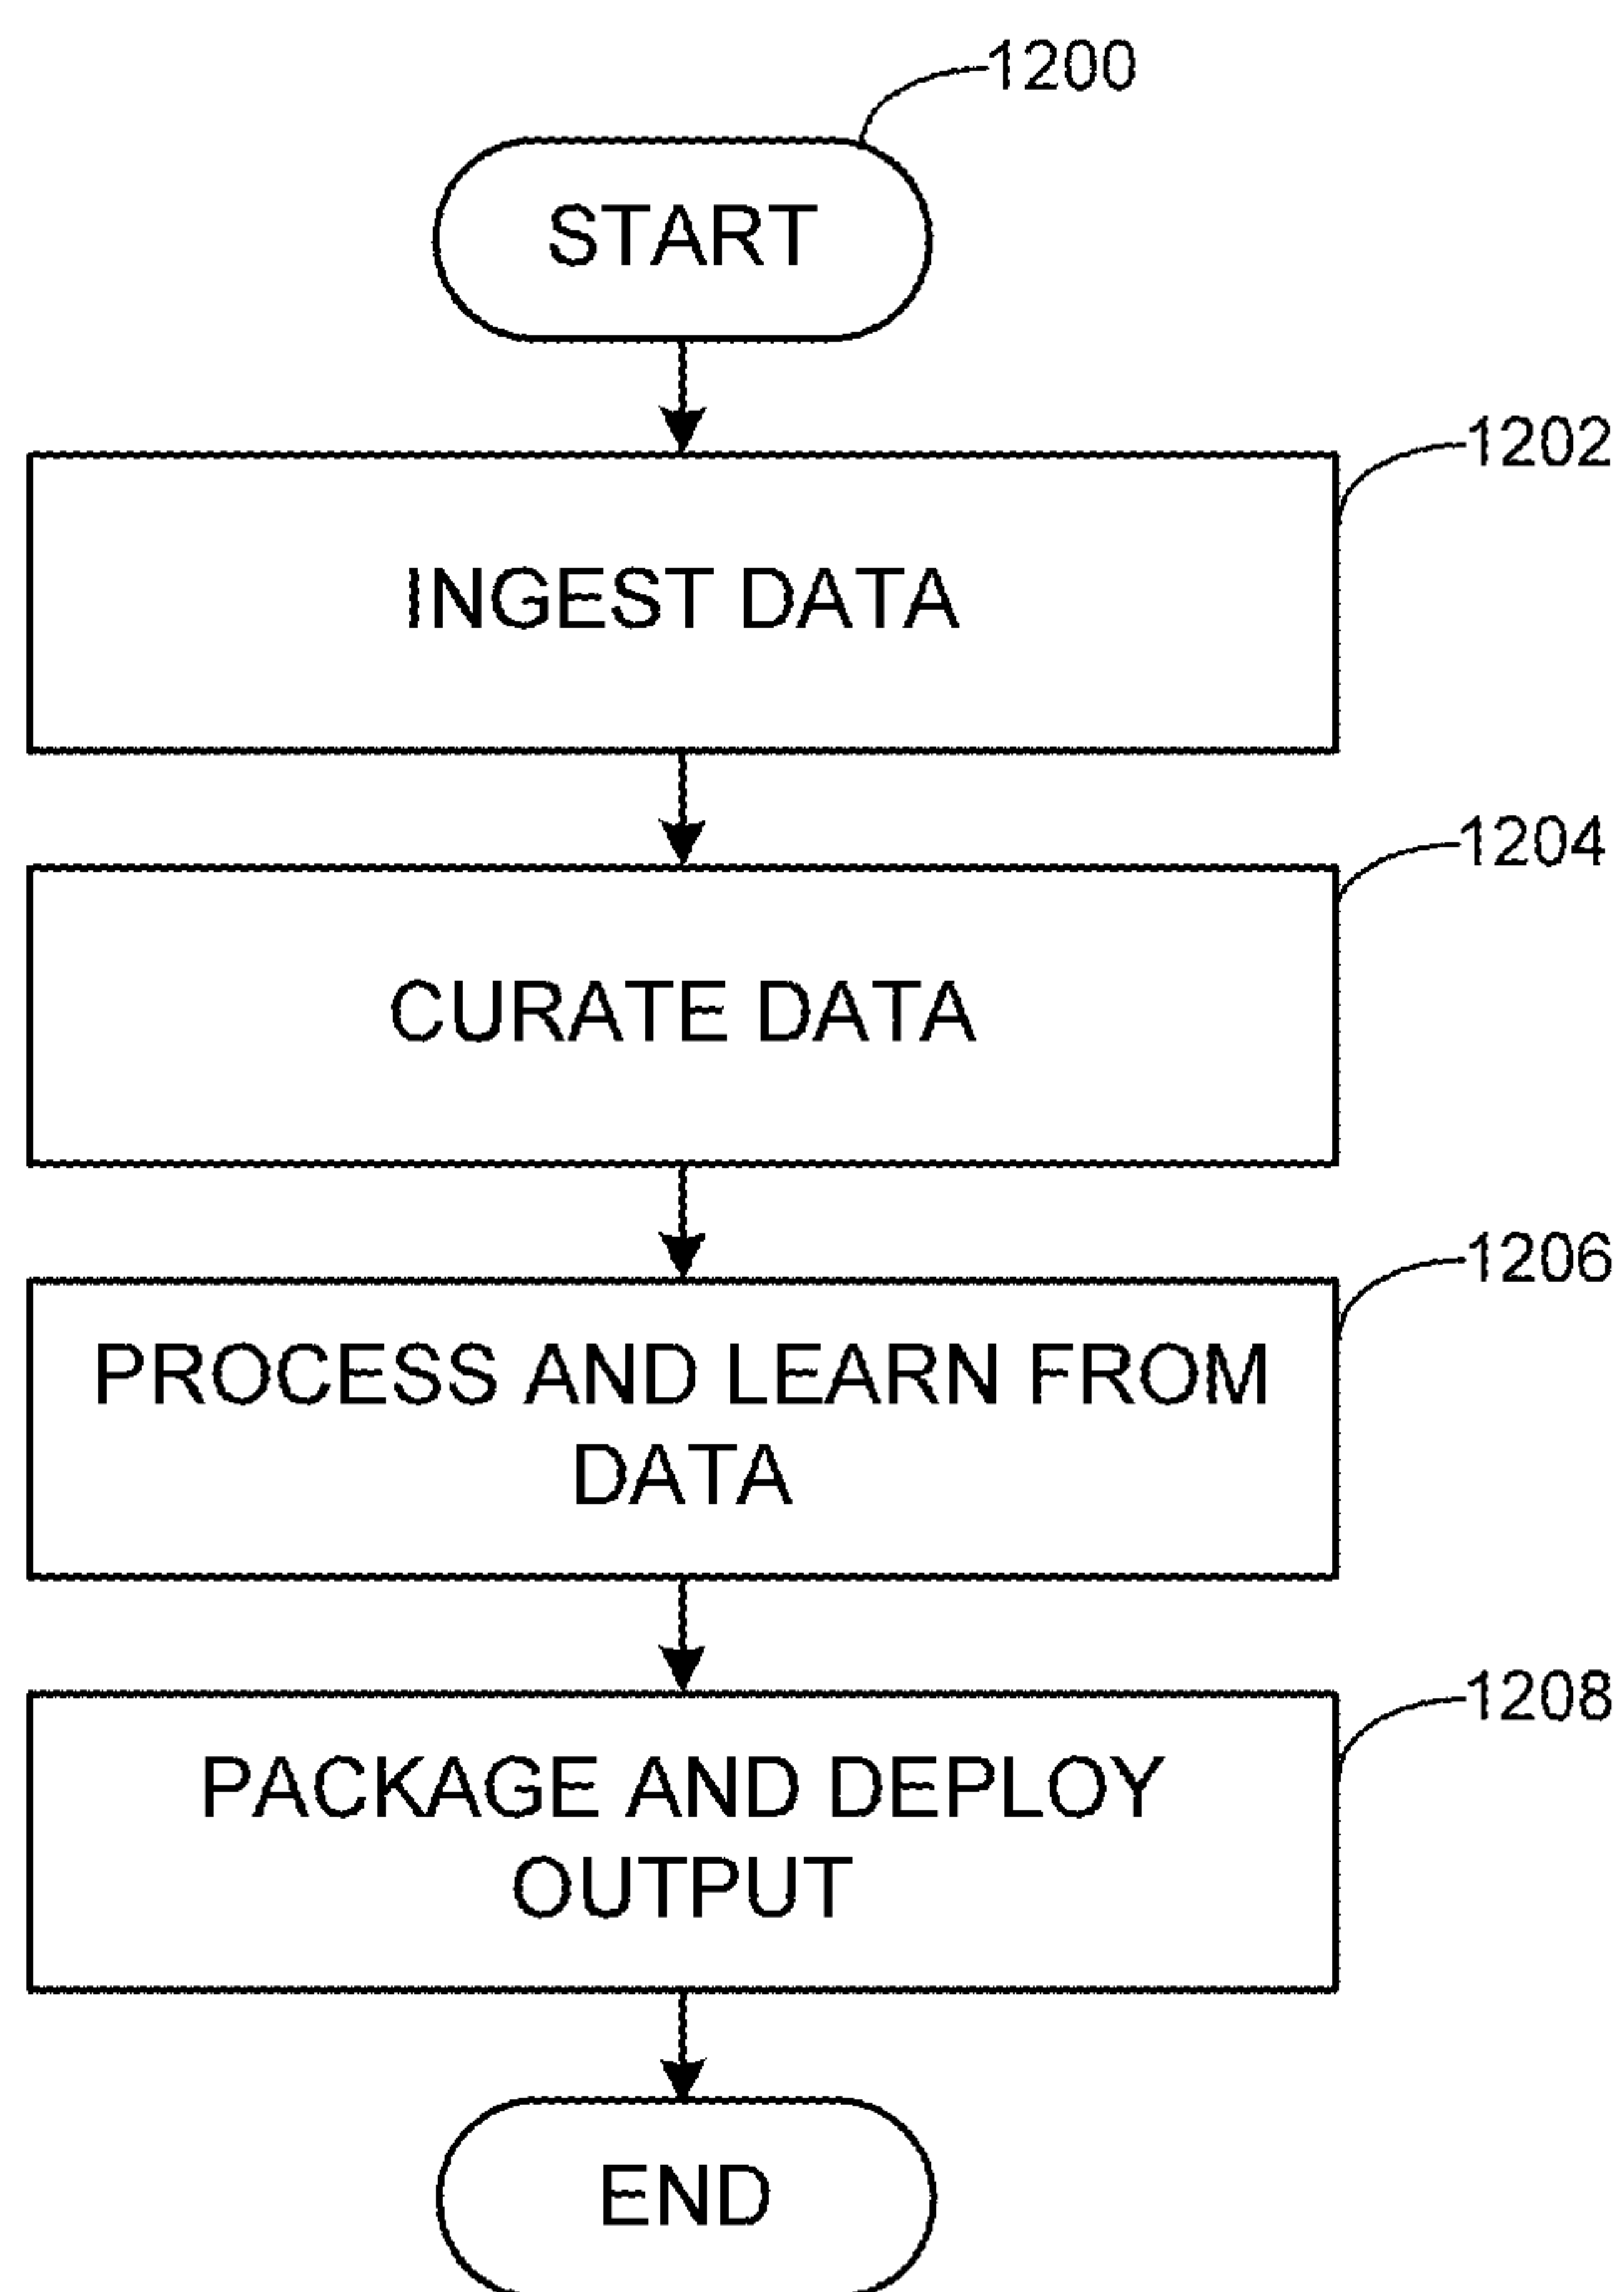 1200
START
1202
INGEST DATA
1204
CURATE DATA
1206
PROCESS AND LEARN FROM
DATA
1208
PACKAGE AND DEPLOY
OUTPUT
END